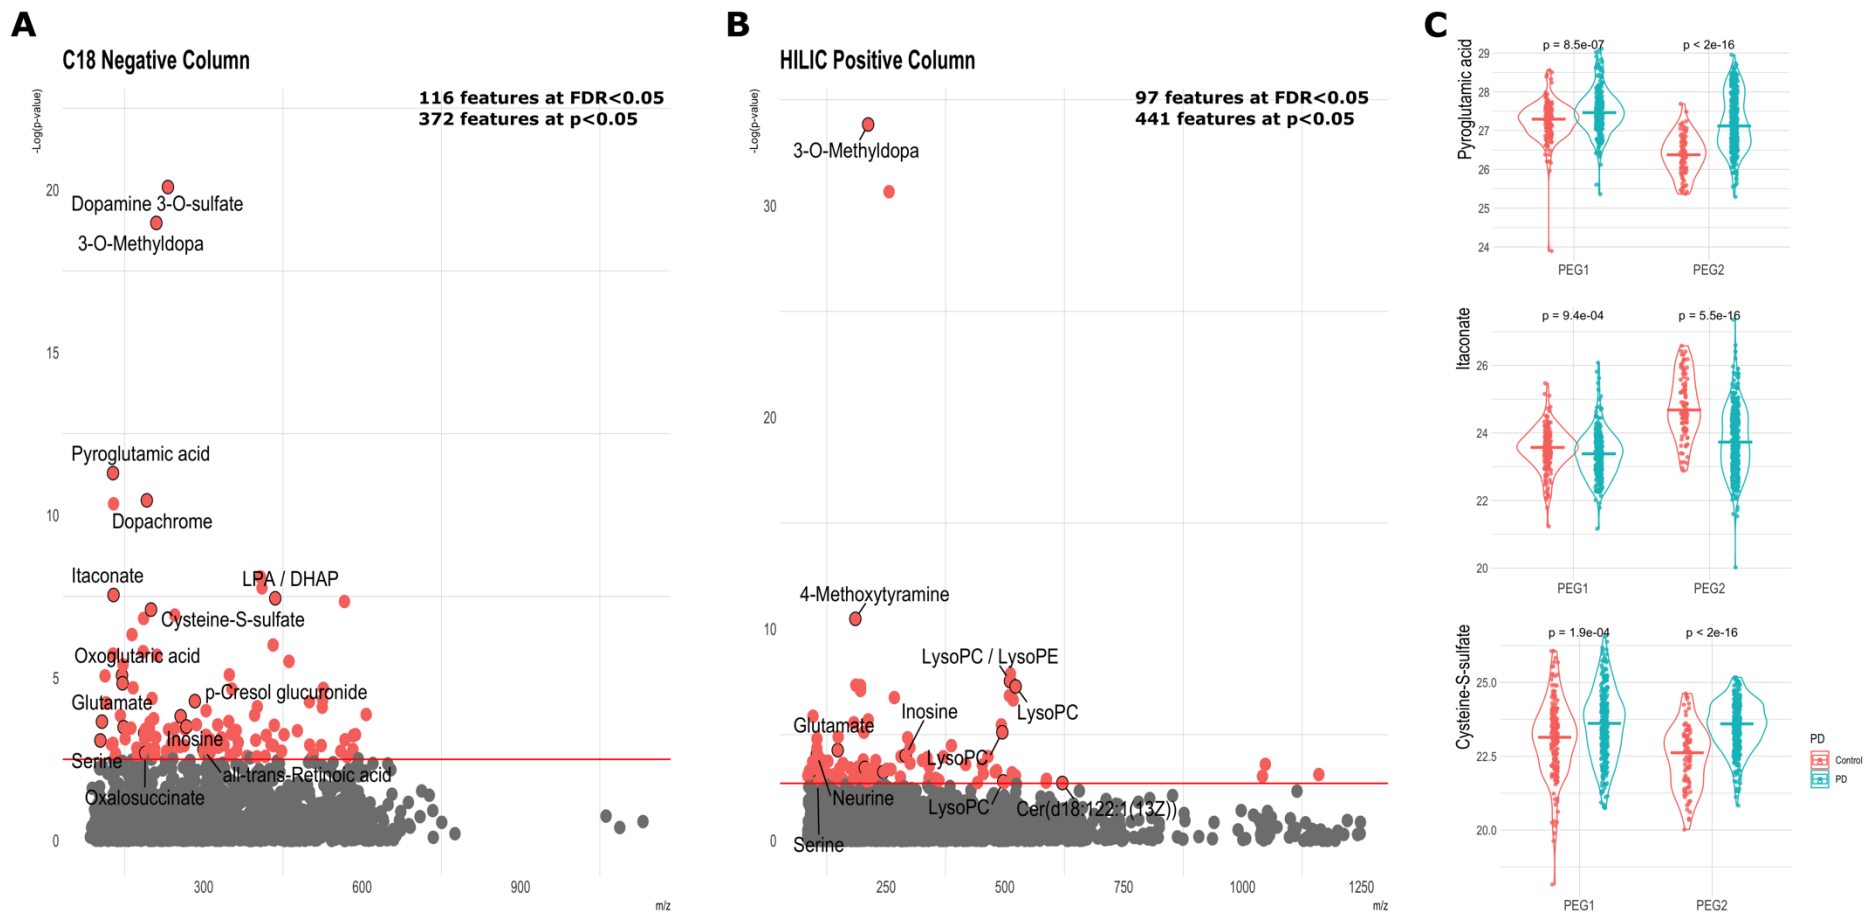 A
C18 Negative Column
116 features at FDR<0.05
372 features at p<0.05
-Log(p-value)
20
15
10
5
0
Dopamine 3-O-sulfate
3-O-Methyldopa
Pyroglutamic acid
Dopachrome
Itaconate
LPA / DHAP
Cysteine-S-sulfate
Oxoglutaric acid
p-Cresol glucuronide
Glutamate
Inosine
Serine
all-trans-Retinoic acid
Oxalosuccinate
300
600
900
m/z
B
HILIC Positive Column
97 features at FDR<0.05
441 features at p<0.05
-Log(p-value)
30
20
10
0
3-O-Methyldopa
4-Methoxytyramine
LysoPC / LysoPE
LysoPC
Inosine
Glutamate
LysoPC
Neurine
LysoPC
Cer(d18:122:1(13Z))
Serine
250
500
750
1000
1250
m/z
C
Pyroglutamic acid
p = 8.5e-07
p < 2e-16
29
28
27
26
25
24
PEG1
PEG2
Itaconate
p = 9.4e-04
p = 5.5e-16
26
24
22
20
PEG1
PEG2
Cysteine-S-sulfate
p = 1.9e-04
p < 2e-16
25.0
22.5
20.0
PEG1
PEG2
PD
a Control
a PD